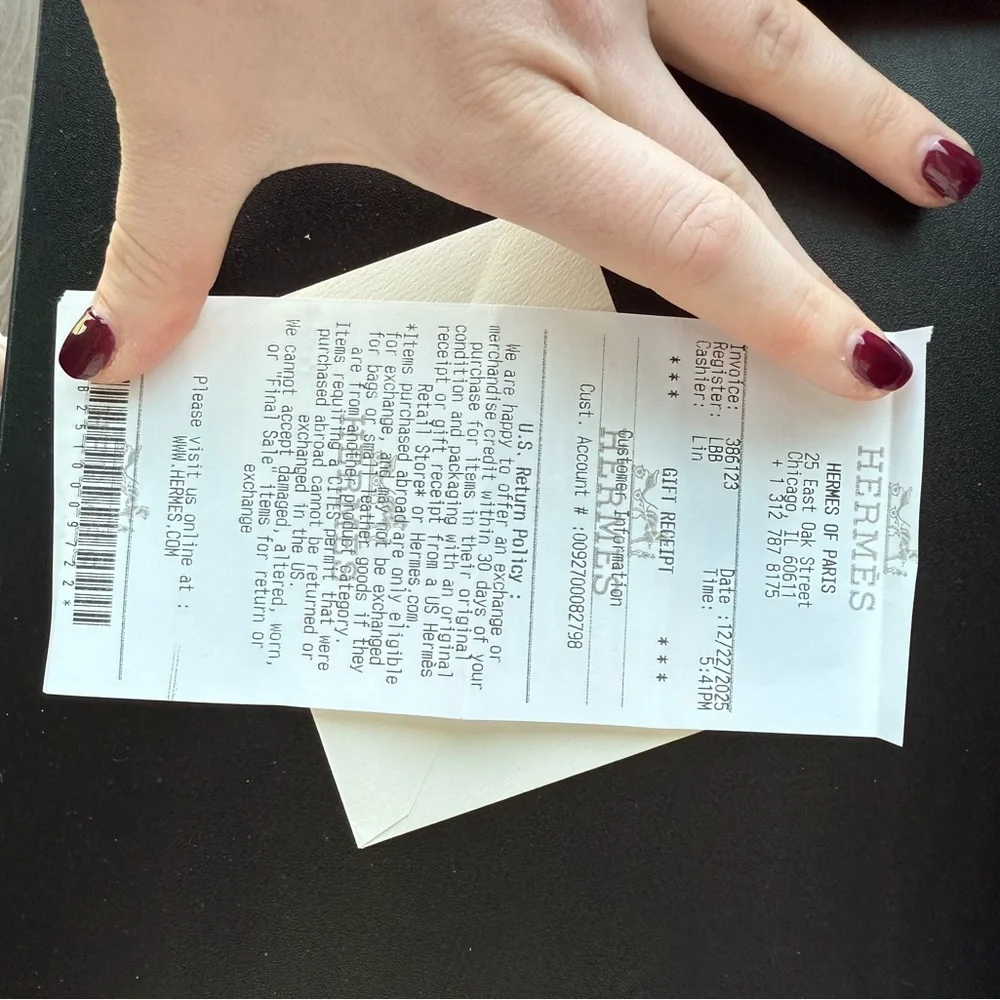 HERMÈS
HERMES OF PARIS
25 East Oak Street
Chicago, IL 60611
+ 1 312 787 8175
Invoice: 386123 Date :12/22/2025
Register: LBB Time: 5:41PM
Cashier: Lin
*** GIFT RECEIPT ***
Customer Information
HERMÈS
Cust. Account # :0092700082798
U.S. Return Policy :
We are happy to offer an exchange or
merchandise credit within 30 days of your
purchase for items in their original
condition and packaging with an original
receipt or gift receipt from a US Hermès
Retail Store* or Hermes.com.
*Items purchased abroad are only eligible
for exchange, and may not be exchanged
for bags or small leather goods if they
are from another product category.
Items requiring a CITES permit that were
purchased abroad cannot be returned or
exchanged in the US.
We cannot accept damaged, altered, worn,
or "Final Sale" items for return or
exchange
Please visit us online at :
WWW.HERMES.COM